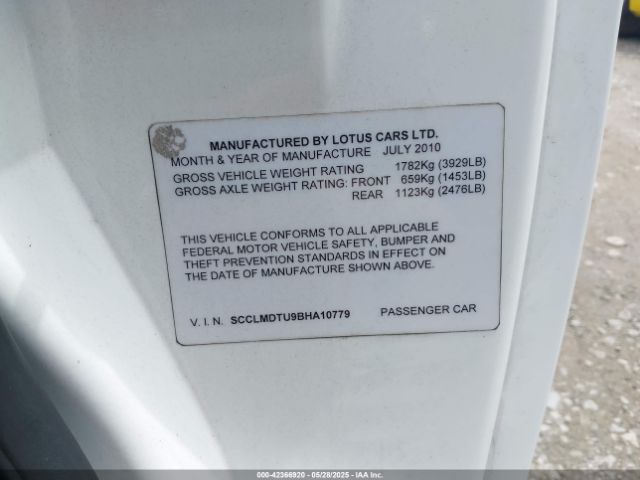 MANUFACTURED BY LOTUS CARS LTD.
MONTH & YEAR OF MANUFACTURE JULY 2010
GROSS VEHICLE WEIGHT RATING 1782Kg (3929LB)
GROSS AXLE WEIGHT RATING: FRONT 659Kg (1453LB)
REAR 1123Kg (2476LB)
THIS VEHICLE CONFORMS TO ALL APPLICABLE
FEDERAL MOTOR VEHICLE SAFETY, BUMPER AND
THEFT PREVENTION STANDARDS IN EFFECT ON
THE DATE OF MANUFACTURE SHOWN ABOVE.
V. I. N. SCCLMDTU9BHA10779 PASSENGER CAR
000-42366920 | 05/28/2025 | IAA Inc.